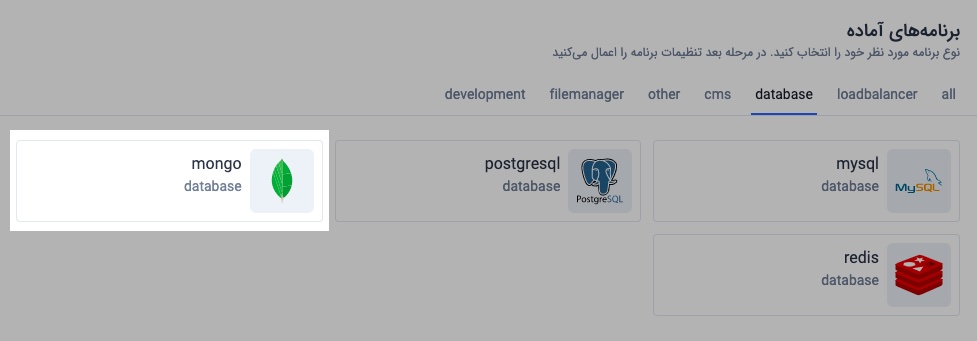 برنامه‌های آماده
نوع برنامه مورد نظر خود را انتخاب کنید. در مرحله بعد تنظیمات برنامه را اعمال می‌کنید
all
loadbalancer
database
cms
other
filemanager
development
mysql
database
MySQL
postgresql
database
PostgreSQL
mongo
database
redis
database